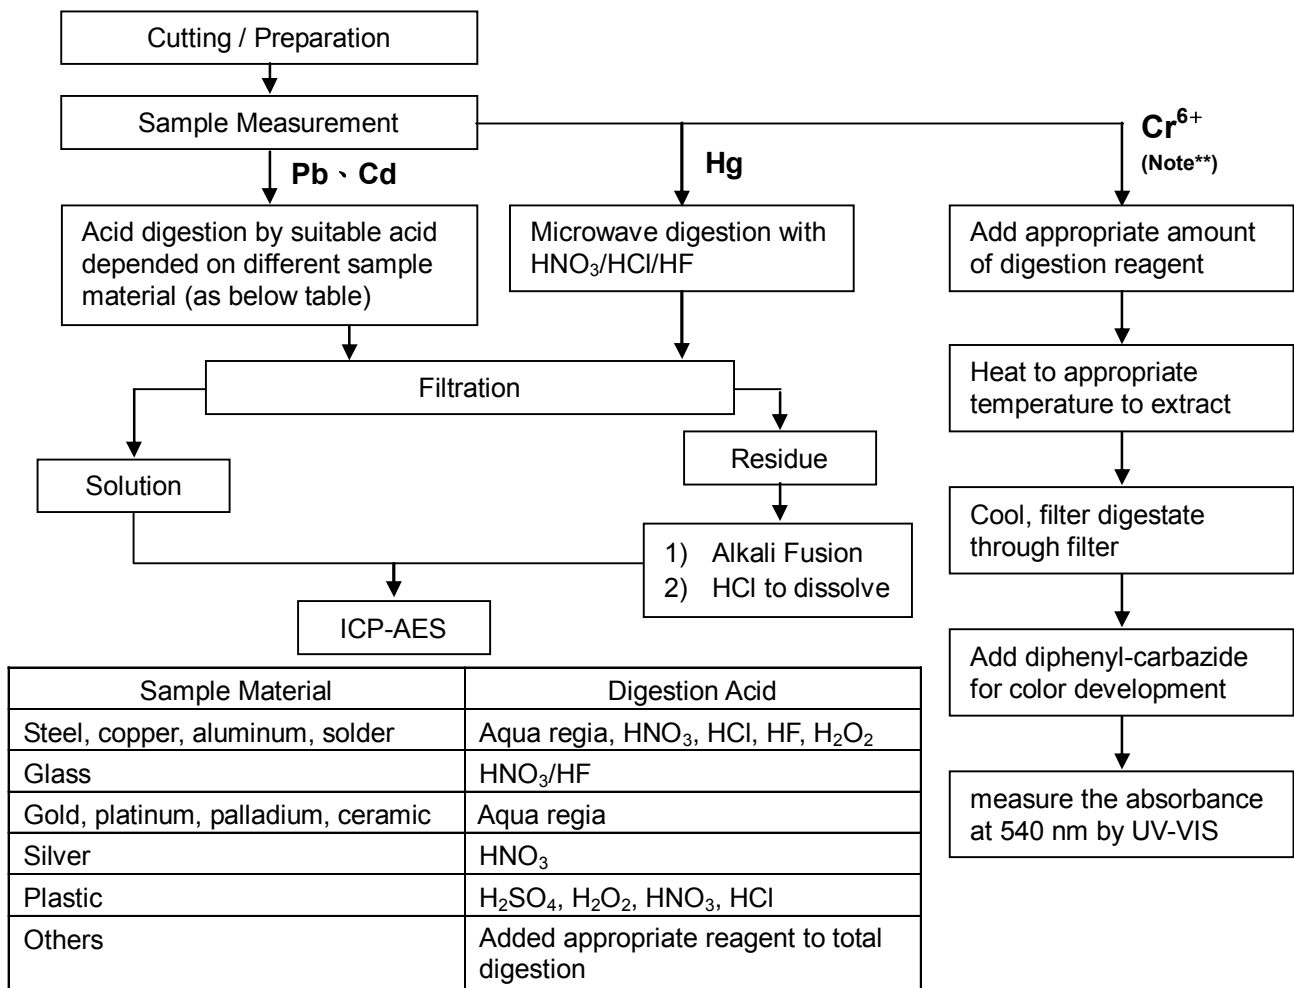 Cutting / Preparation
Sample Measurement
Pb、Cd
Hg
Cr⁶⁺
(Note**)
Acid digestion by suitable acid
depended on different sample
material (as below table)
Microwave digestion with
HNO₃/HCl/HF
Add appropriate amount
of digestion reagent
Filtration
Heat to appropriate
temperature to extract
Solution
Residue
1) Alkali Fusion
2) HCl to dissolve
Cool, filter digestate
through filter
ICP-AES
Add diphenyl-carbazide
for color development
measure the absorbance
at 540 nm by UV-VIS
Sample Material Digestion Acid
Steel, copper, aluminum, solder Aqua regia, HNO₃, HCl, HF, H₂O₂
Glass HNO₃/HF
Gold, platinum, palladium, ceramic Aqua regia
Silver HNO₃
Plastic H₂SO₄, H₂O₂, HNO₃, HCl
Others Added appropriate reagent to total
digestion